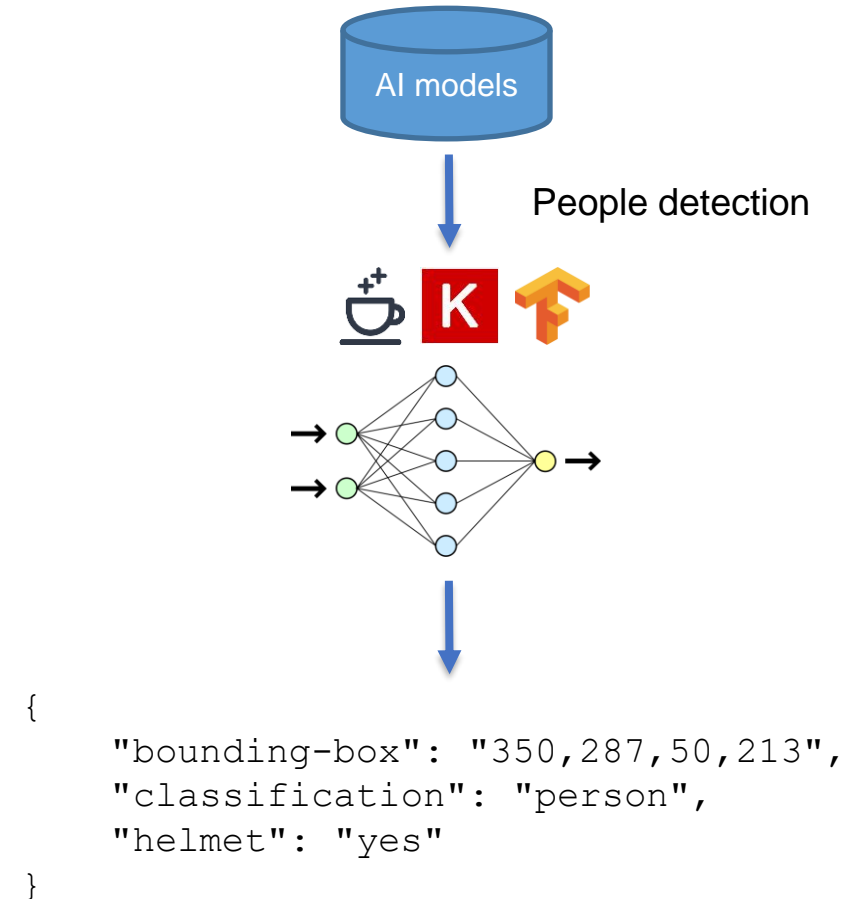 AI models
People detection
++
K
{
"bounding-box": "350,287,50,213",
"classification": "person",
"helmet": "yes"
}